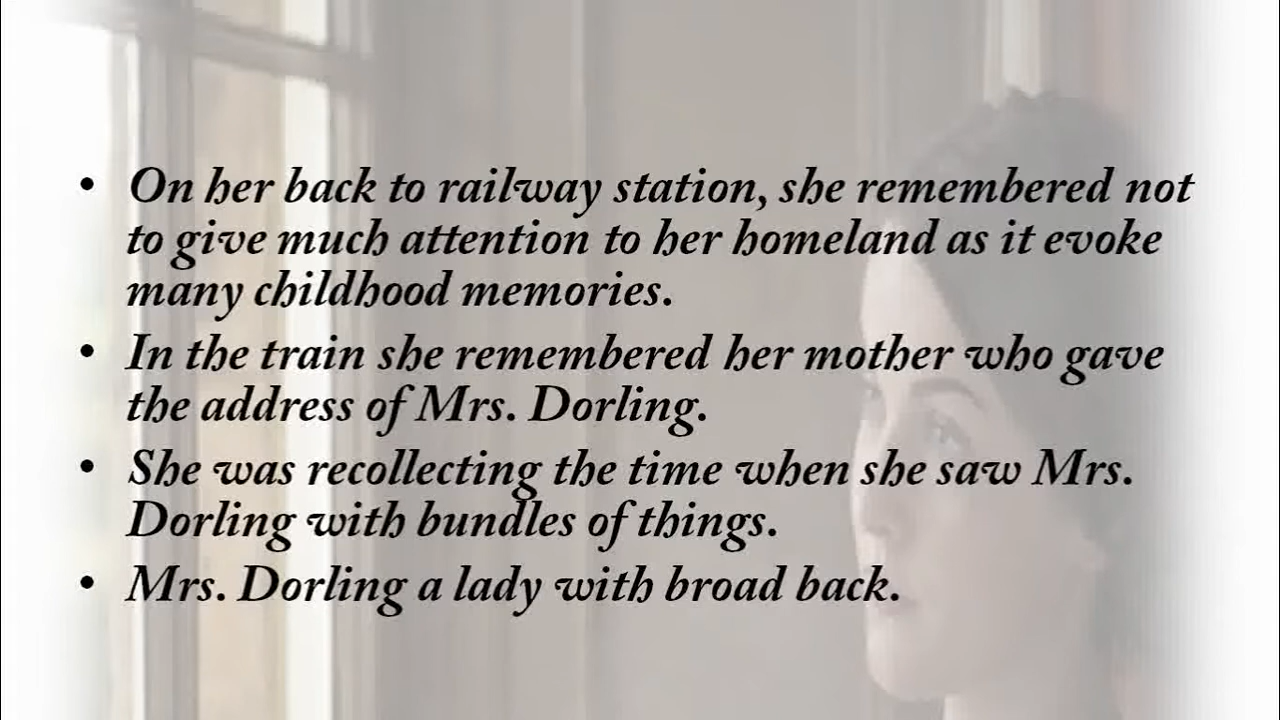 • On her back to railway station, she remembered not
to give much attention to her homeland as it evoke
many childhood memories.
• In the train she remembered her mother who gave
the address of Mrs. Dorling.
• She was recollecting the time when she saw Mrs.
Dorling with bundles of things.
• Mrs. Dorling a lady with broad back.